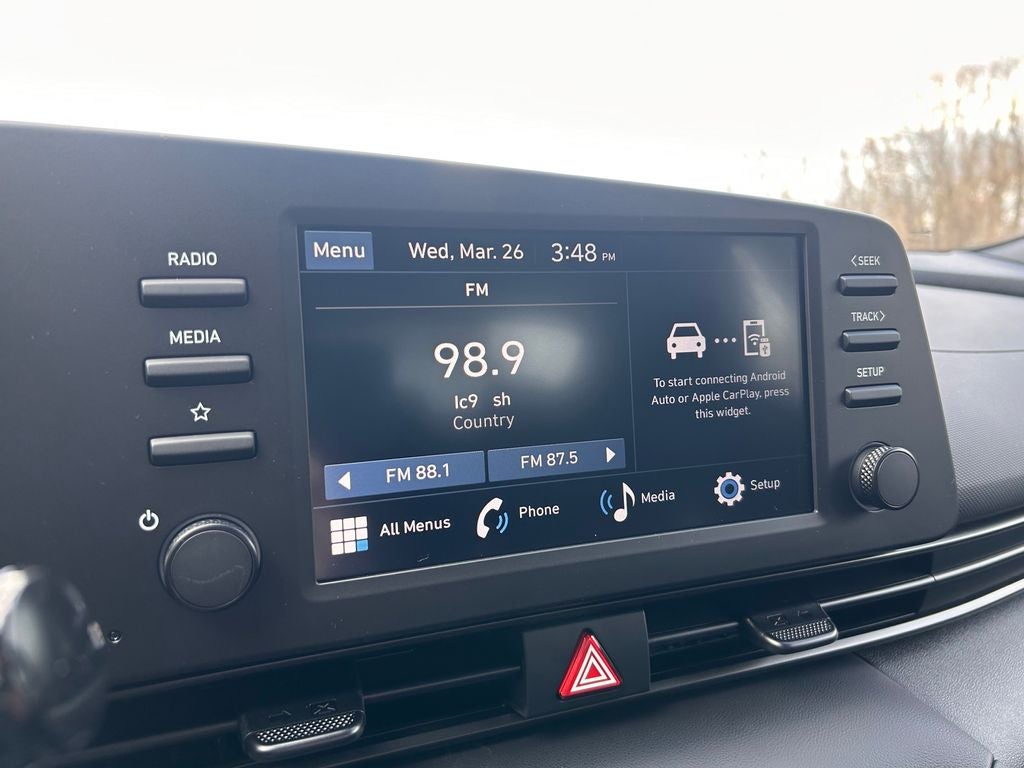 RADIO
MEDIA
Menu
Wed, Mar. 26
3:48 PM
FM
98.9
Ic9 sh
Country
FM 88.1
FM 87.5
To start connecting Android
Auto or Apple CarPlay, press
this widget.
All Menus
Phone
Media
Setup
<SEEK
TRACK>
SETUP